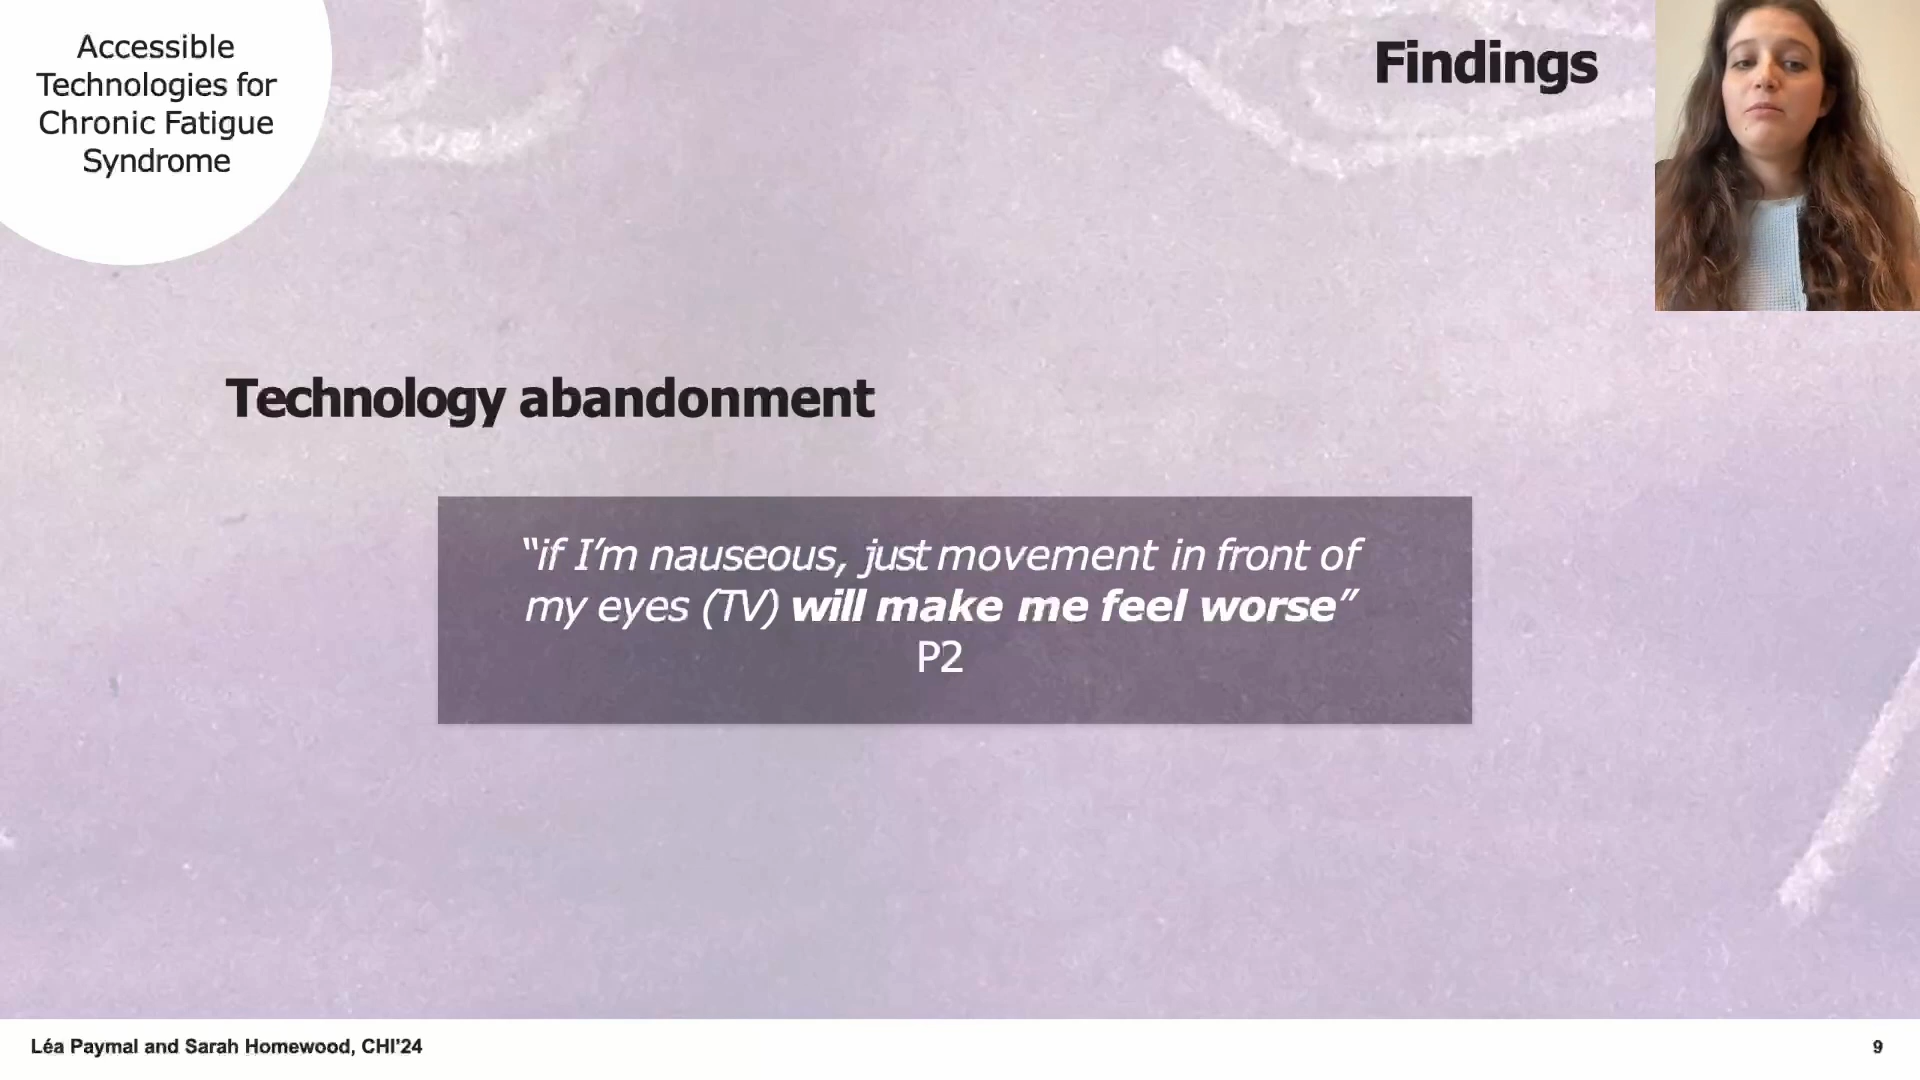 Accessible
Technologies for
Chronic Fatigue
Syndrome
Findings
Technology abandonment
“if I’m nauseous, just movement in front of
my eyes (TV) will make me feel worse”
P2
Léa Paymal and Sarah Homewood, CHI'24
9